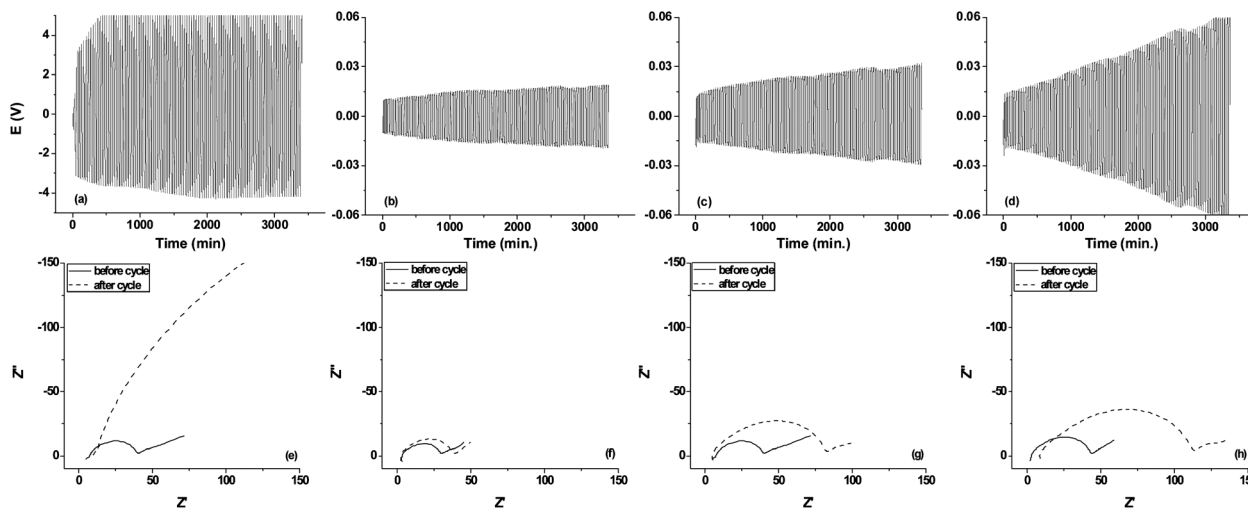 E (V)
4
2
0
-2
-4
(a)
0 1000 2000 3000
Time (min)
0.06
0.03
0.00
-0.03
-0.06
(b)
0 1000 2000 3000
Time (min.)
0.06
0.03
0.00
-0.03
-0.06
(c)
0 1000 2000 3000
Time (min.)
0.06
0.03
0.00
-0.03
-0.06
(d)
0 1000 2000 3000
Time (min.)
Z"
-150
-100
-50
0
before cycle
after cycle
(e)
0 50 100 150
Z'
Z"
-150
-100
-50
0
before cycle
after cycle
(f)
0 50 100 150
Z'
Z"
-150
-100
-50
0
before cycle
after cycle
(g)
0 50 100 150
Z'
Z"
-150
-100
-50
0
before cycle
after cycle
(h)
0 50 100 150
Z'